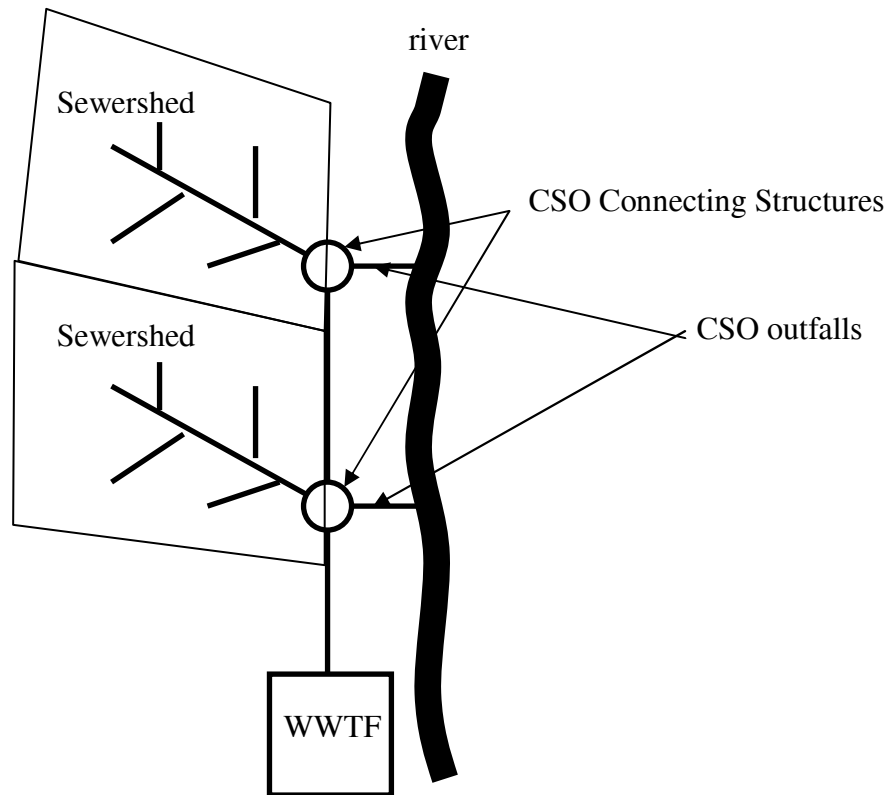 river
Sewershed
CSO Connecting Structures
Sewershed
CSO outfalls
WWTF